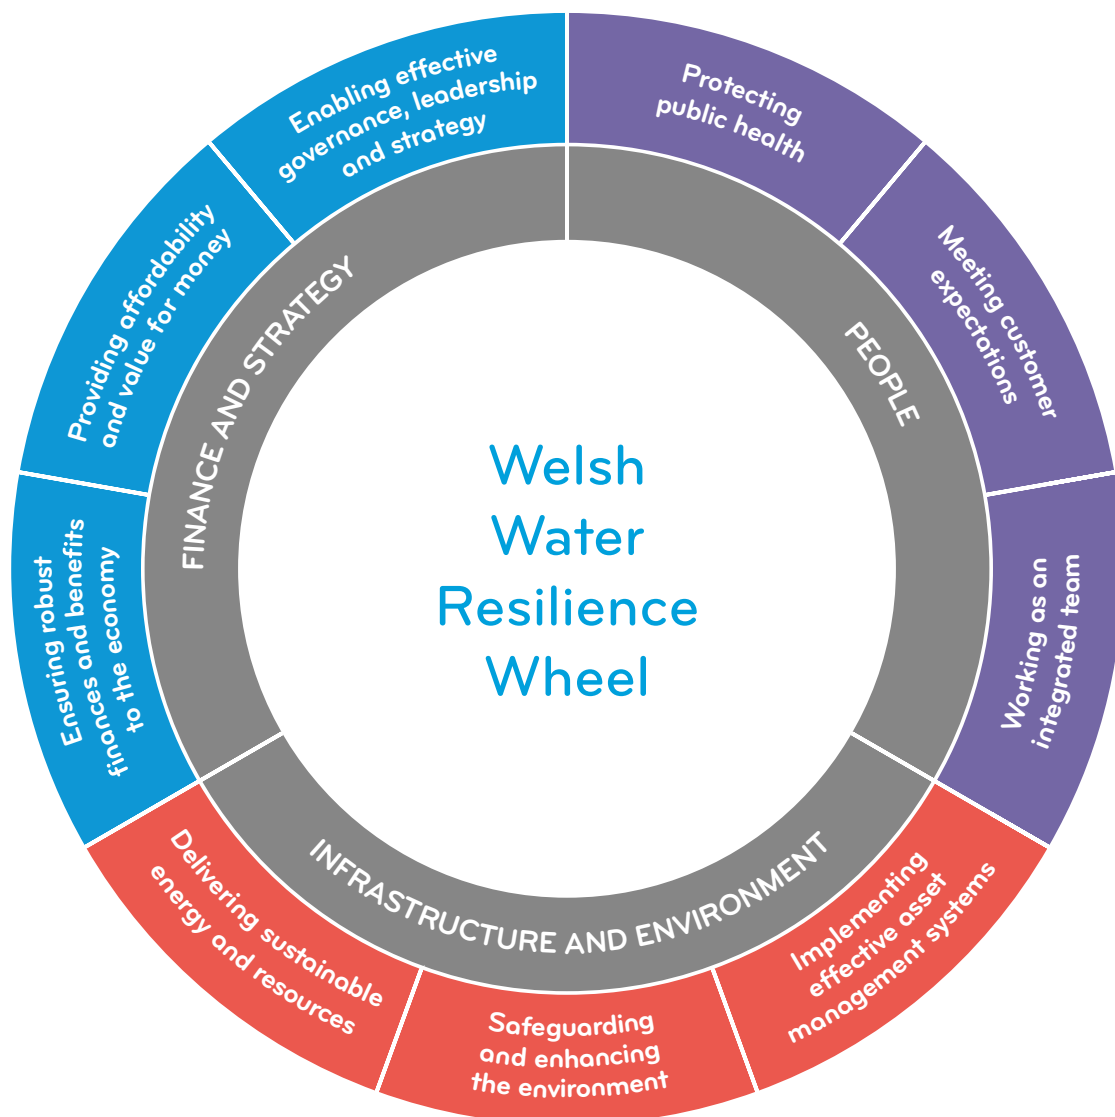 Welsh
Water
Resilience
Wheel
PEOPLE
Protecting
public health
Meeting customer
expectations
Working as an
integrated team
INFRASTRUCTURE AND ENVIRONMENT
Implementing
effective asset
management systems
Safeguarding
and enhancing
the environment
Delivering sustainable
energy and resources
FINANCE AND STRATEGY
Ensuring robust
finances and benefits
to the economy
Providing affordability
and value for money
Enabling effective
governance, leadership
and strategy